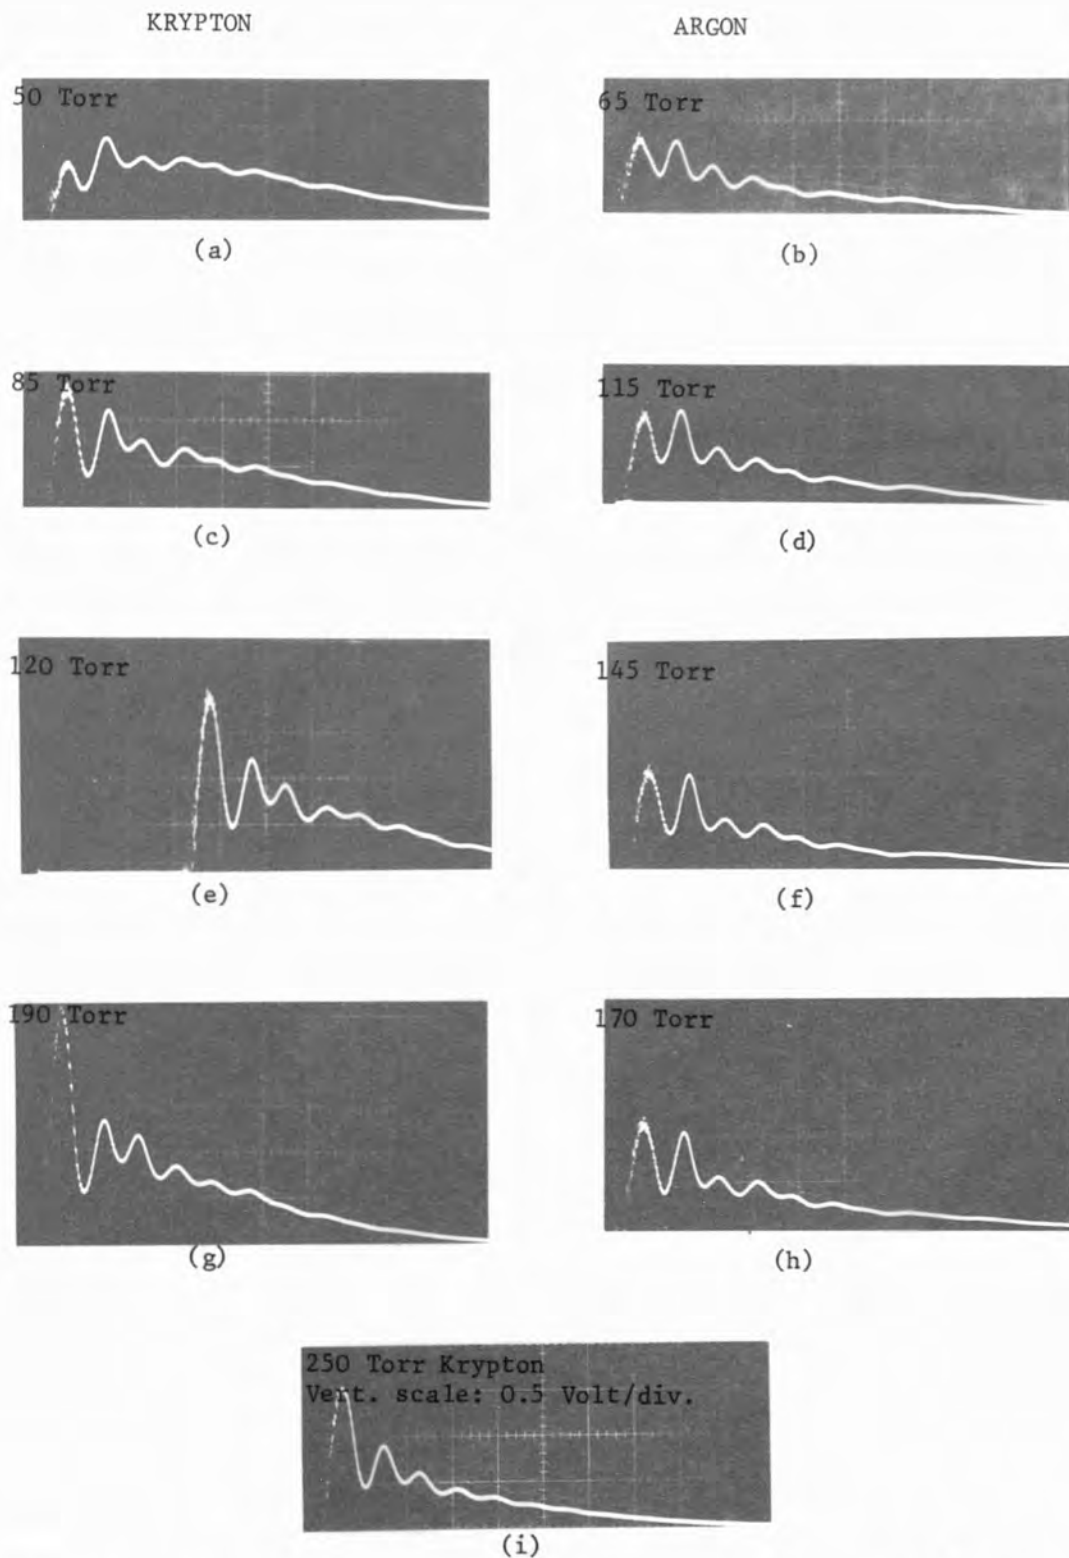 KRYPTON ARGON
50 Torr 65 Torr
(a) (b)
85 Torr 115 Torr
(c) (d)
120 Torr 145 Torr
(e) (f)
190 Torr 170 Torr
(g) (h)
250 Torr Krypton
Vert. scale: 0.5 Volt/div.
(i)